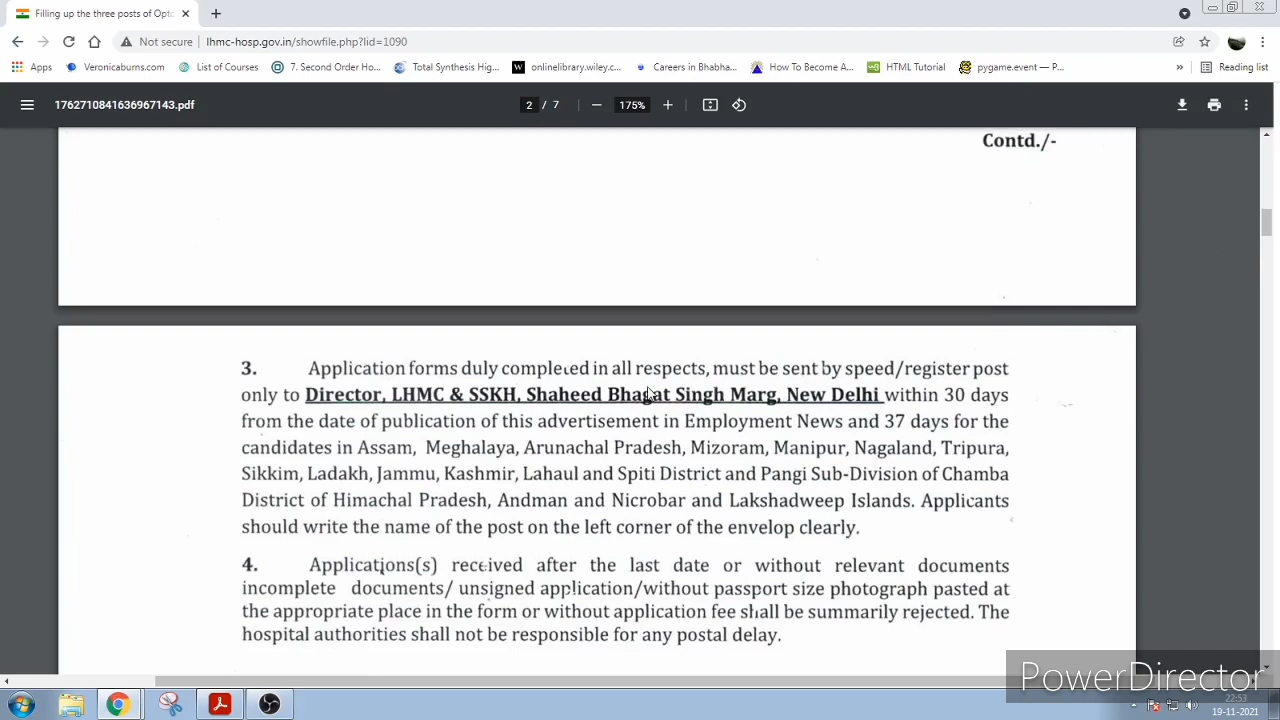 Filling up the three posts of Opto
Not secure | lhmc-hosp.gov.in/showfile.php?lid=1090
Apps Veronicaburns.com List of Courses 7. Second Order Ho... Total Synthesis Hig... onlinelibrary.wiley.c... Careers in Bhabha... How To Become A... HTML Tutorial pygame.event — P... » Reading list
1762710841636967143.pdf 2 / 7 175%
Contd./-
3. Application forms duly completed in all respects, must be sent by speed/register post
only to Director, LHMC & SSKH, Shaheed Bhagat Singh Marg, New Delhi within 30 days
from the date of publication of this advertisement in Employment News and 37 days for the
candidates in Assam, Meghalaya, Arunachal Pradesh, Mizoram, Manipur, Nagaland, Tripura,
Sikkim, Ladakh, Jammu, Kashmir, Lahaul and Spiti District and Pangi Sub-Division of Chamba
District of Himachal Pradesh, Andman and Nicrobar and Lakshadweep Islands. Applicants
should write the name of the post on the left corner of the envelop clearly.
4. Applications(s) received after the last date or without relevant documents
incomplete documents/ unsigned application/without passport size photograph pasted at
the appropriate place in the form or without application fee shall be summarily rejected. The
hospital authorities shall not be responsible for any postal delay.
PowerDirector
22:53
19-11-2021